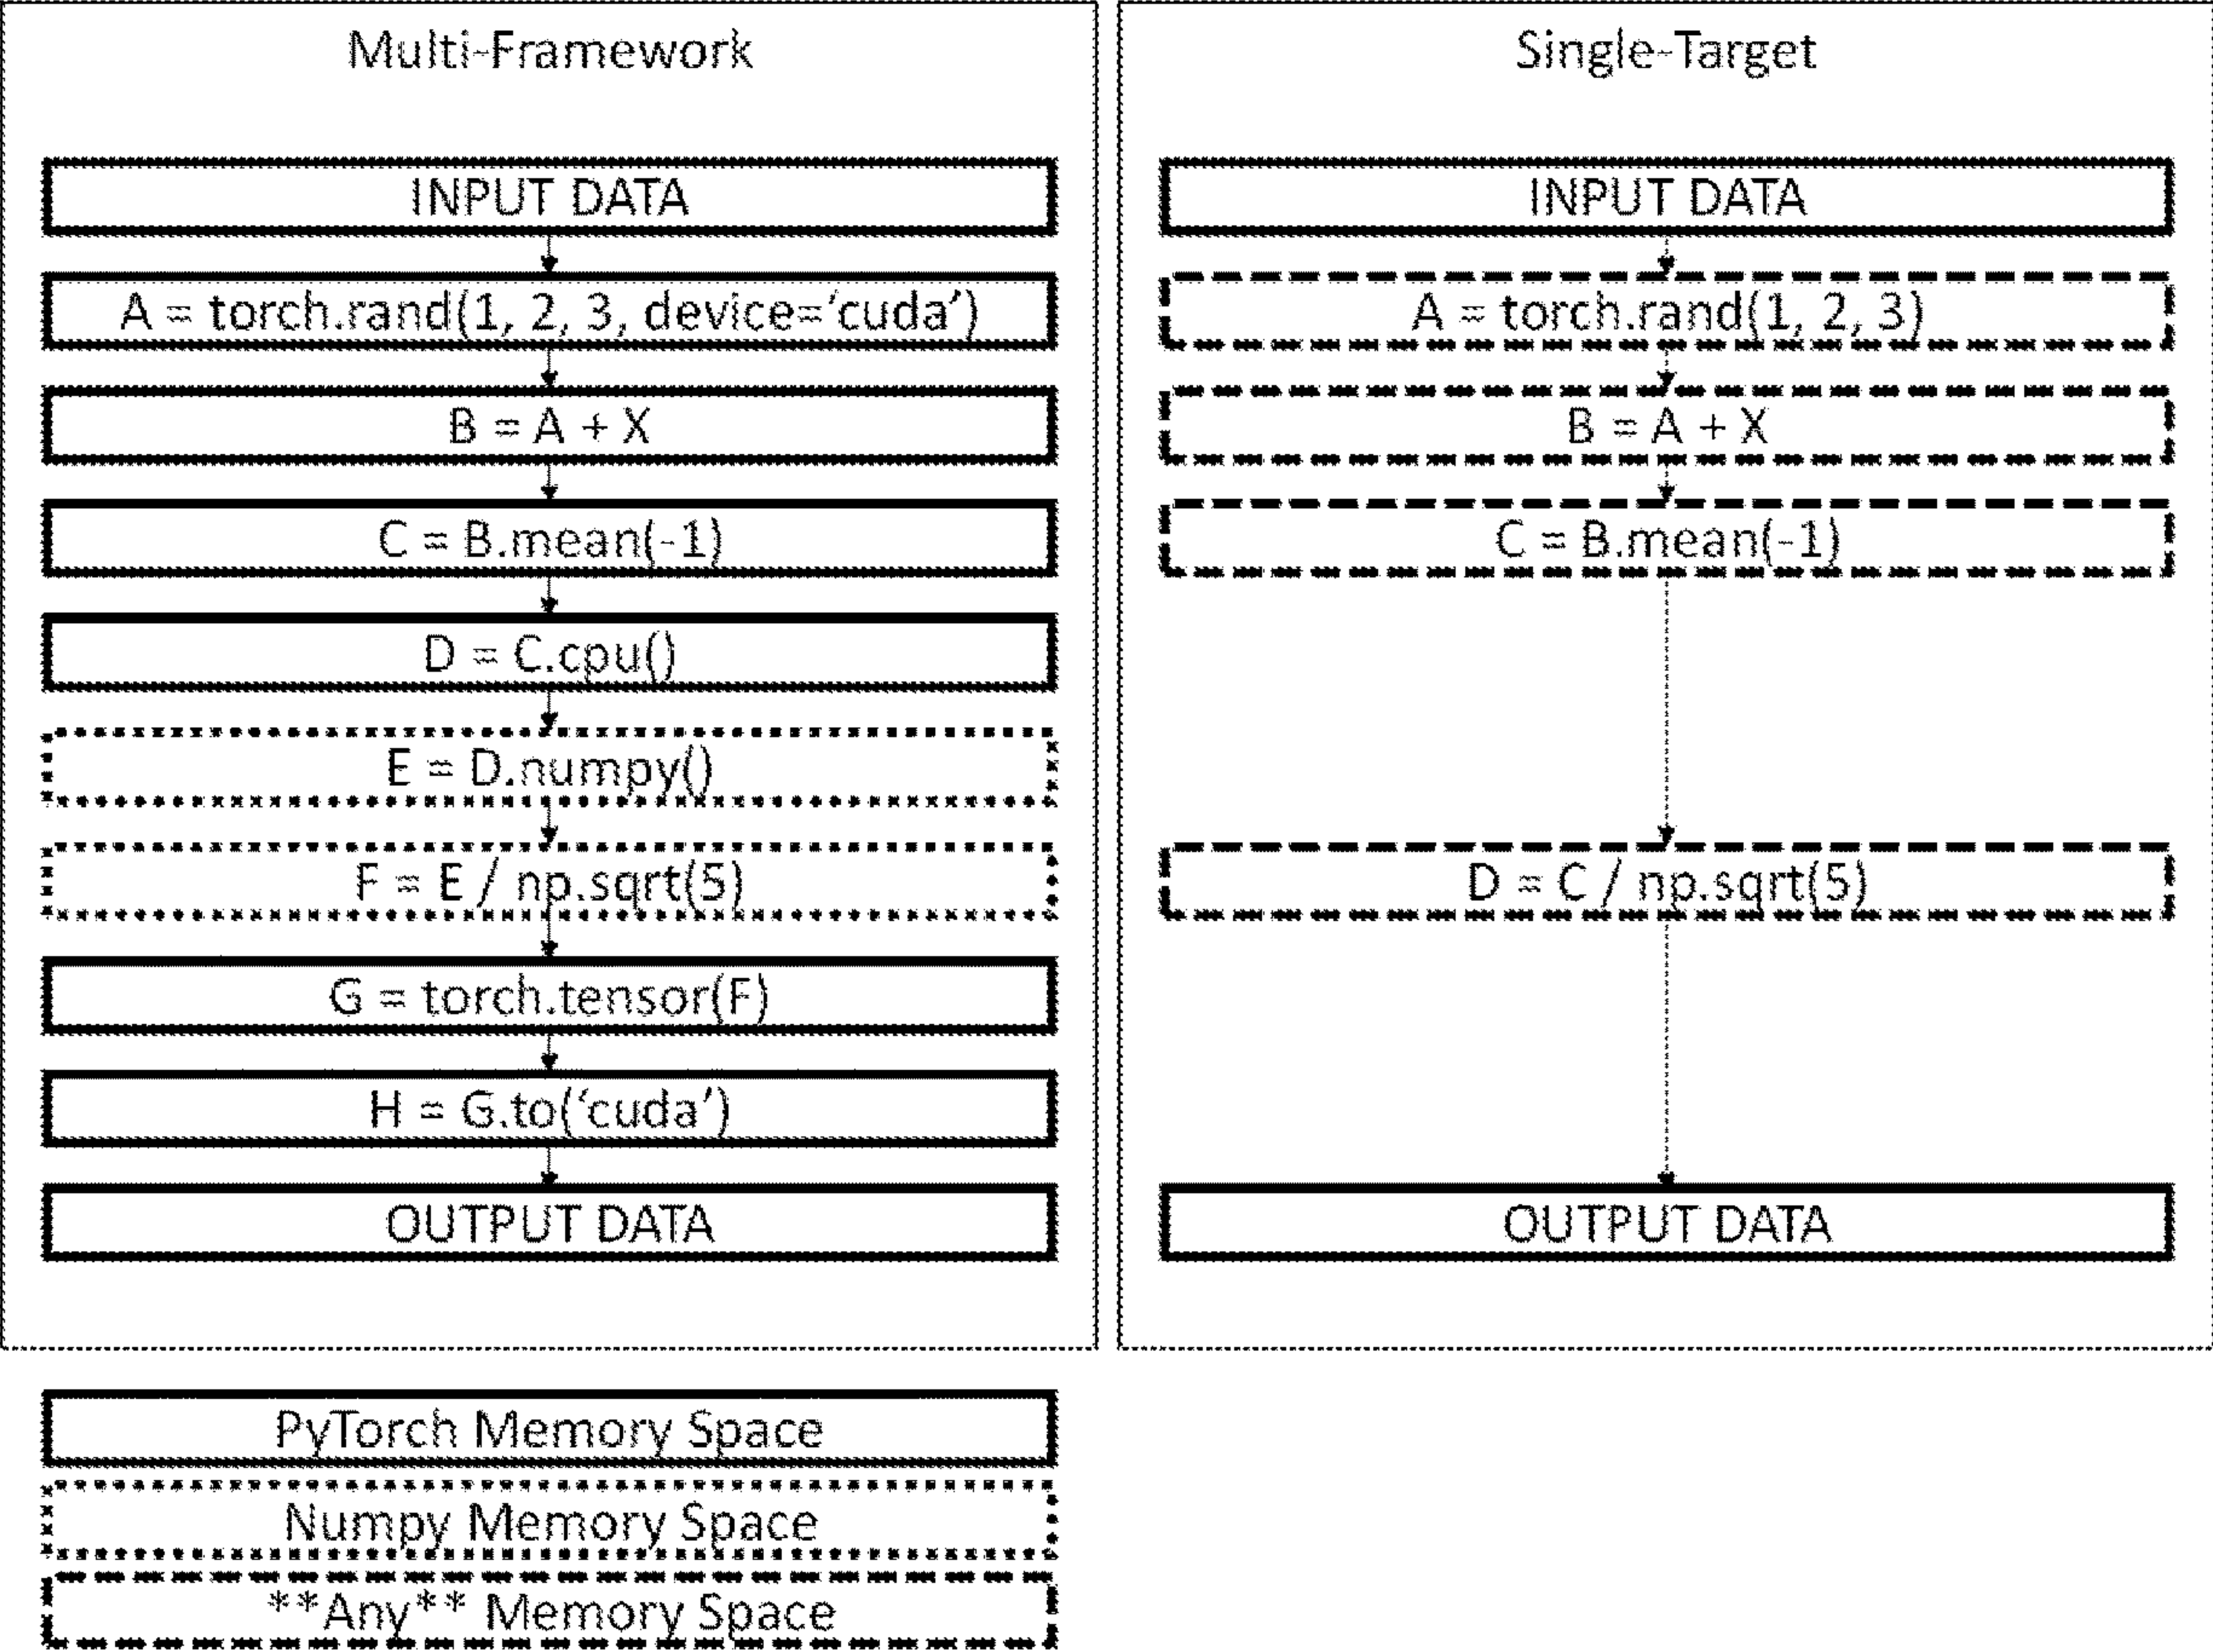 Multi-Framework
INPUT DATA
A = torch.rand(1, 2, 3, device=‘cuda’)
B = A + X
C = B.mean(-1)
D = C.cpu()
E = D.numpy()
F = E / np.sqrt(5)
G = torch.tensor(F)
H = G.to(‘cuda’)
OUTPUT DATA
Single-Target
INPUT DATA
A = torch.rand(1, 2, 3)
B = A + X
C = B.mean(-1)
D = C / np.sqrt(5)
OUTPUT DATA
PyTorch Memory Space
Numpy Memory Space
**Any** Memory Space